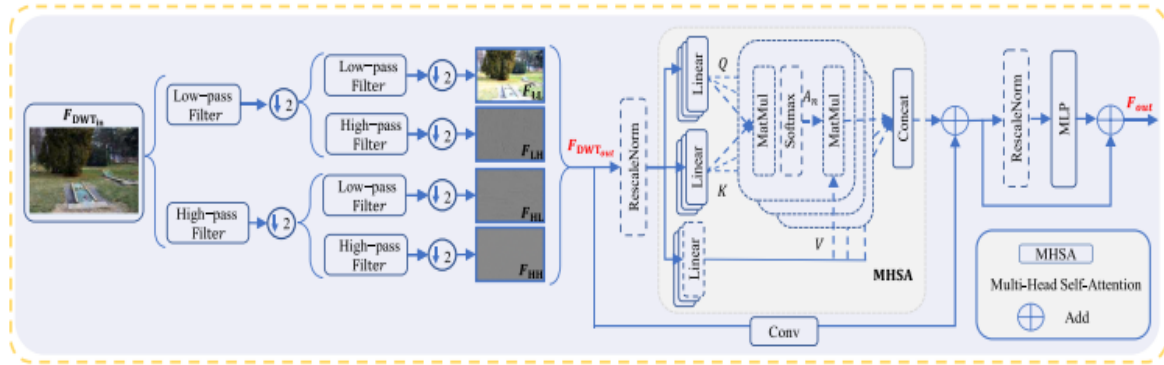 F_DWT_in
Low-pass
Filter
↓2
High-pass
Filter
↓2
Low-pass
Filter
↓2
F_LL
High-pass
Filter
↓2
F_LH
Low-pass
Filter
↓2
F_HL
High-pass
Filter
↓2
F_HH
F_DWT_out
RescaleNorm
Linear
Q
Linear
K
Linear
V
MatMul
Softmax
A_n
MatMul
Concat
MHSA
Conv
RescaleNorm
MLP
F_out
MHSA
Multi-Head Self-Attention
Add